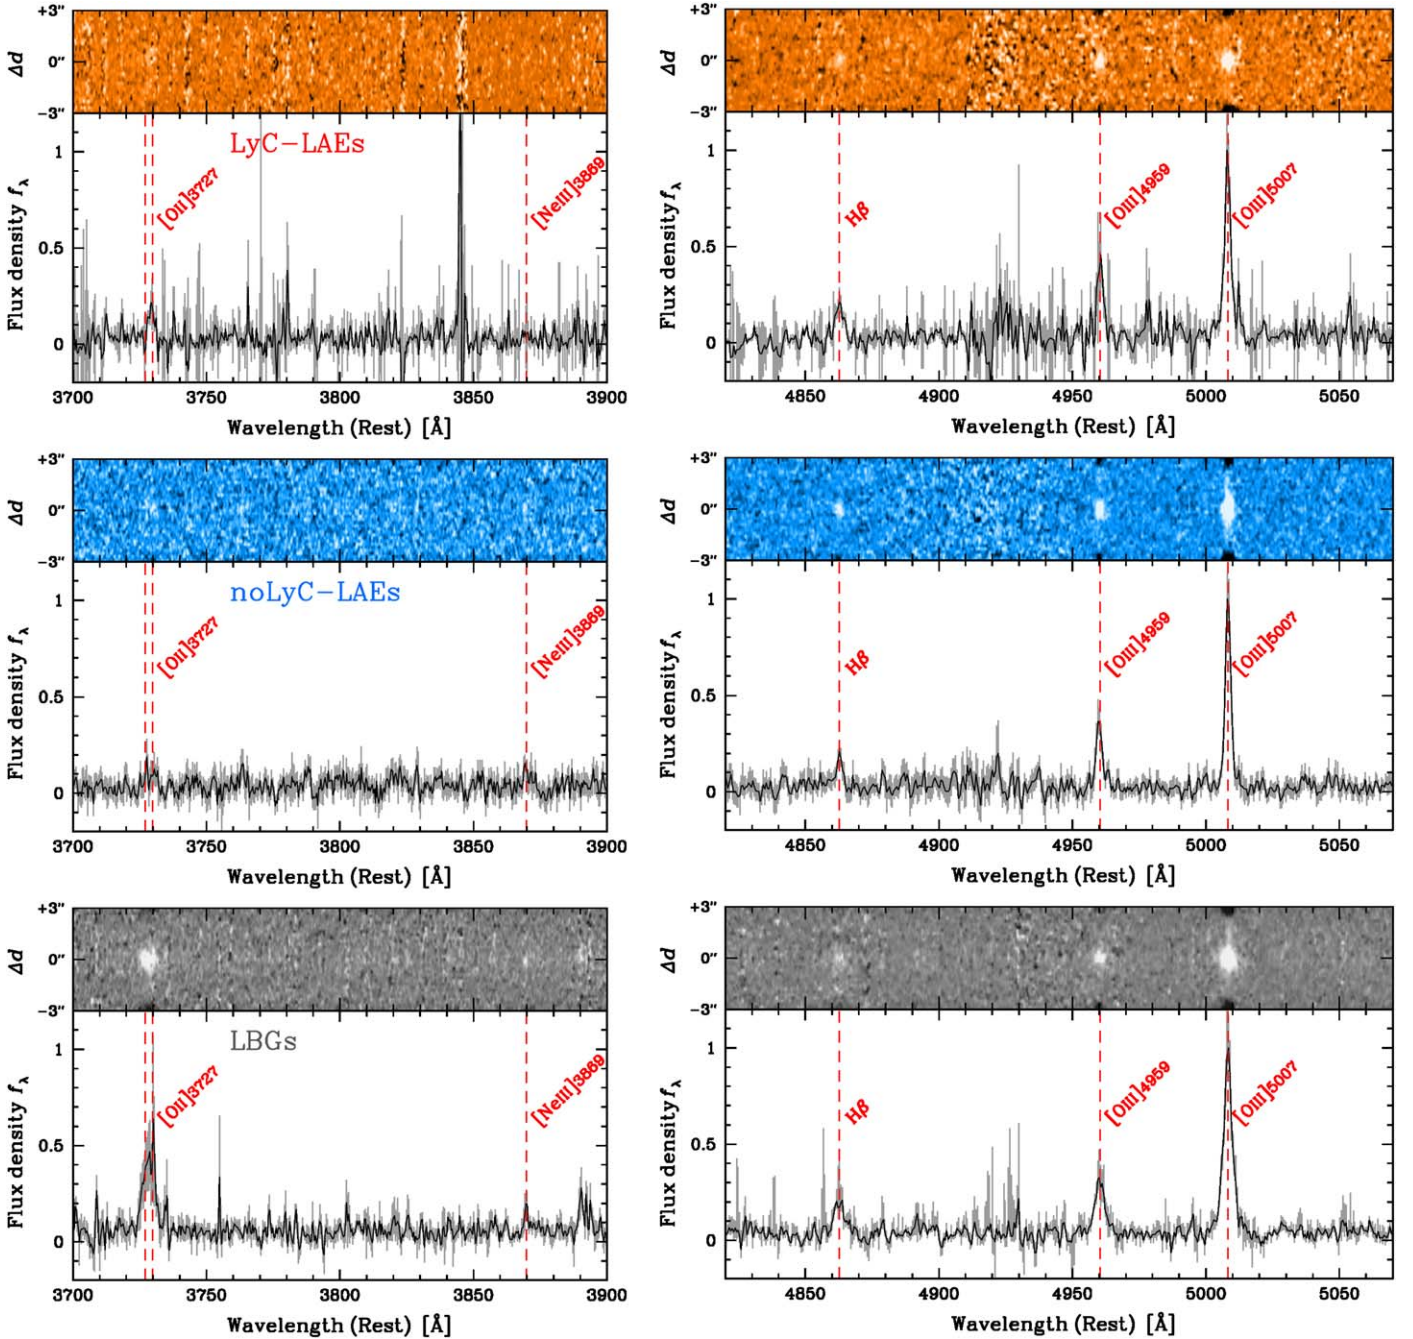 +3″
Δd
0″
−3″
1
0.5
0
Flux density fλ
LyC−LAEs
[OII]3727
[NeIII]3869
3700 3750 3800 3850 3900
Wavelength (Rest) [Å]
+3″
Δd
0″
−3″
1
0.5
0
Flux density fλ
Hβ
[OIII]4959
[OIII]5007
4850 4900 4950 5000 5050
Wavelength (Rest) [Å]
+3″
Δd
0″
−3″
1
0.5
0
Flux density fλ
noLyC−LAEs
[OII]3727
[NeIII]3869
3700 3750 3800 3850 3900
Wavelength (Rest) [Å]
+3″
Δd
0″
−3″
1
0.5
0
Flux density fλ
Hβ
[OIII]4959
[OIII]5007
4850 4900 4950 5000 5050
Wavelength (Rest) [Å]
+3″
Δd
0″
−3″
1
0.5
0
Flux density fλ
LBGs
[OII]3727
[NeIII]3869
3700 3750 3800 3850 3900
Wavelength (Rest) [Å]
+3″
Δd
0″
−3″
1
0.5
0
Flux density fλ
Hβ
[OIII]4959
[OIII]5007
4850 4900 4950 5000 5050
Wavelength (Rest) [Å]